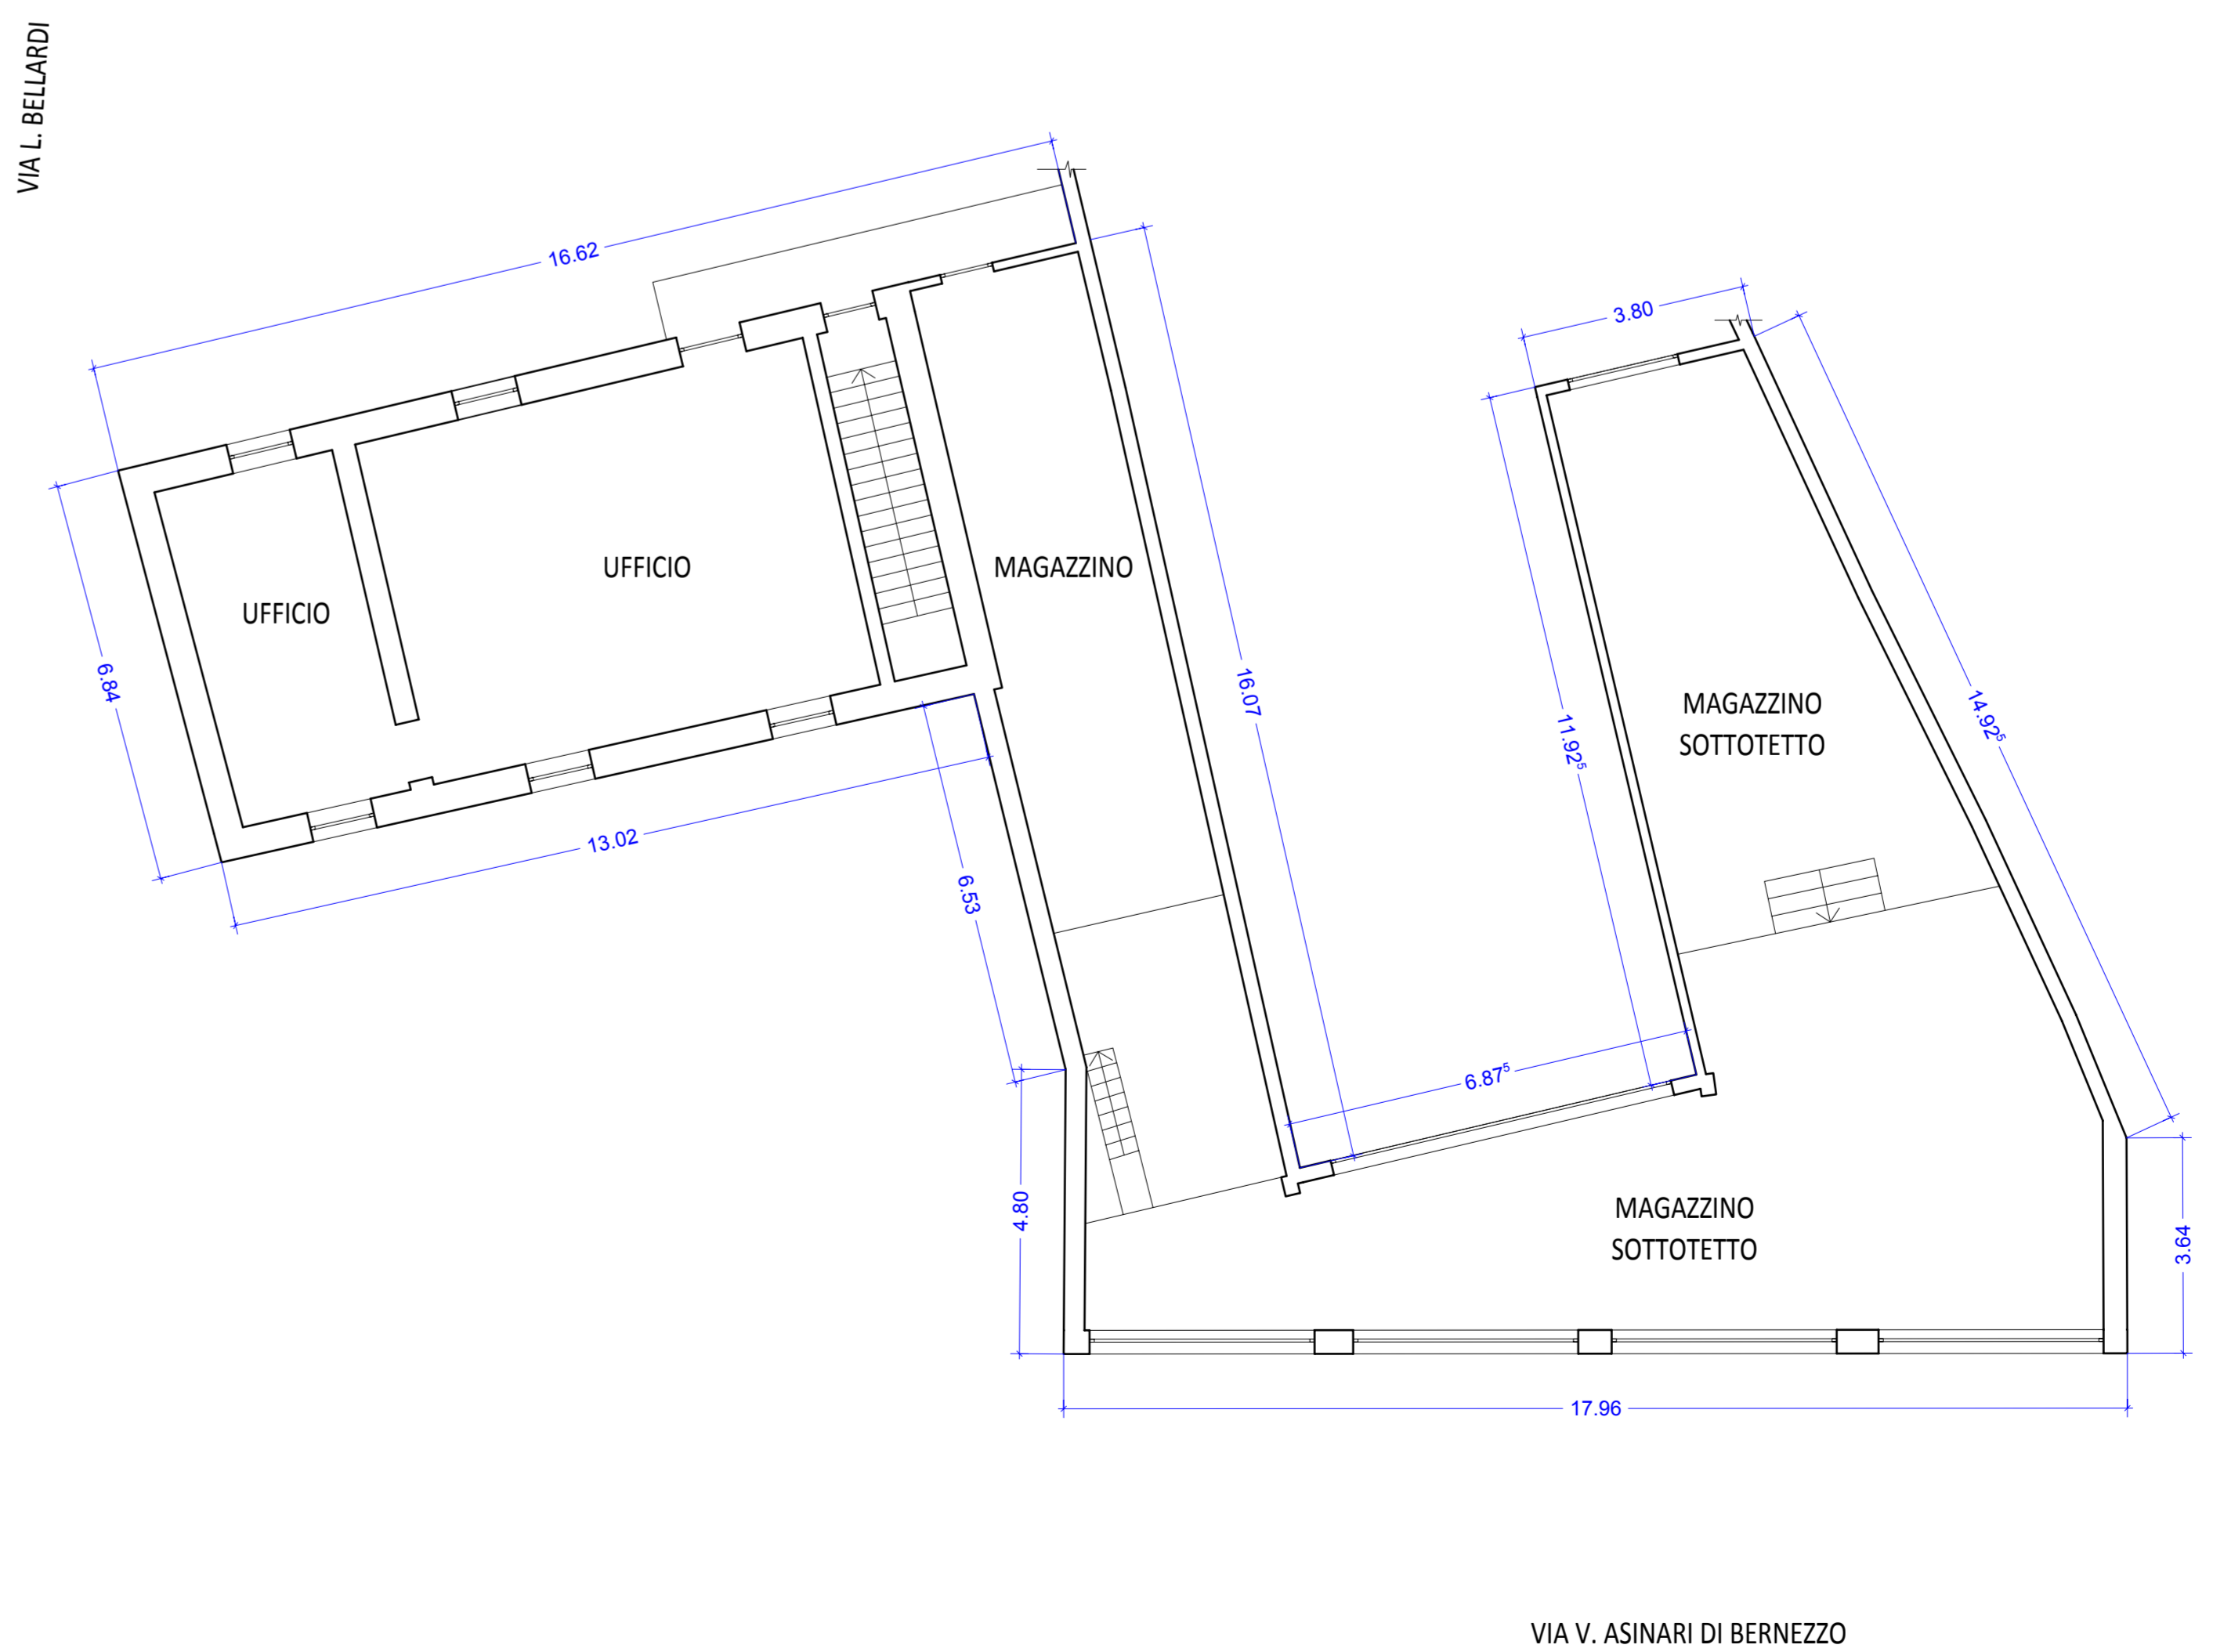 VIA L. BELLARDI
16.62
3.80
6.84
UFFICIO
UFFICIO
MAGAZZINO
16.07
11.92⁵
14.92⁵
MAGAZZINO
SOTTOTETTO
13.02
6.53
6.87⁵
4.80
MAGAZZINO
SOTTOTETTO
3.64
17.96
VIA V. ASINARI DI BERNEZZO